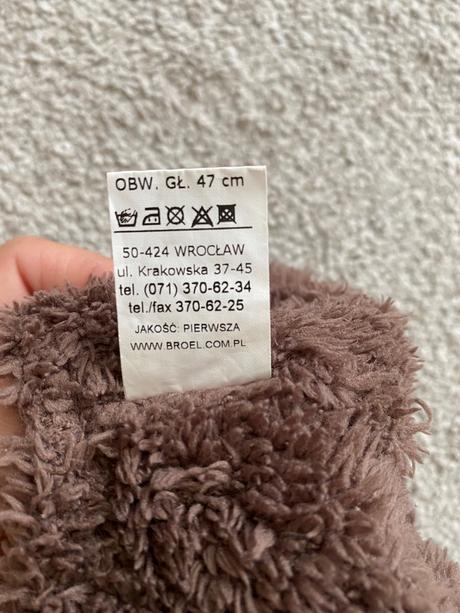 OBW. GŁ. 47 cm
50-424 WROCŁAW
ul. Krakowska 37-45
tel. (071) 370-62-34
tel./fax 370-62-25
JAKOŚĆ: PIERWSZA
WWW.BROEL.COM.PL